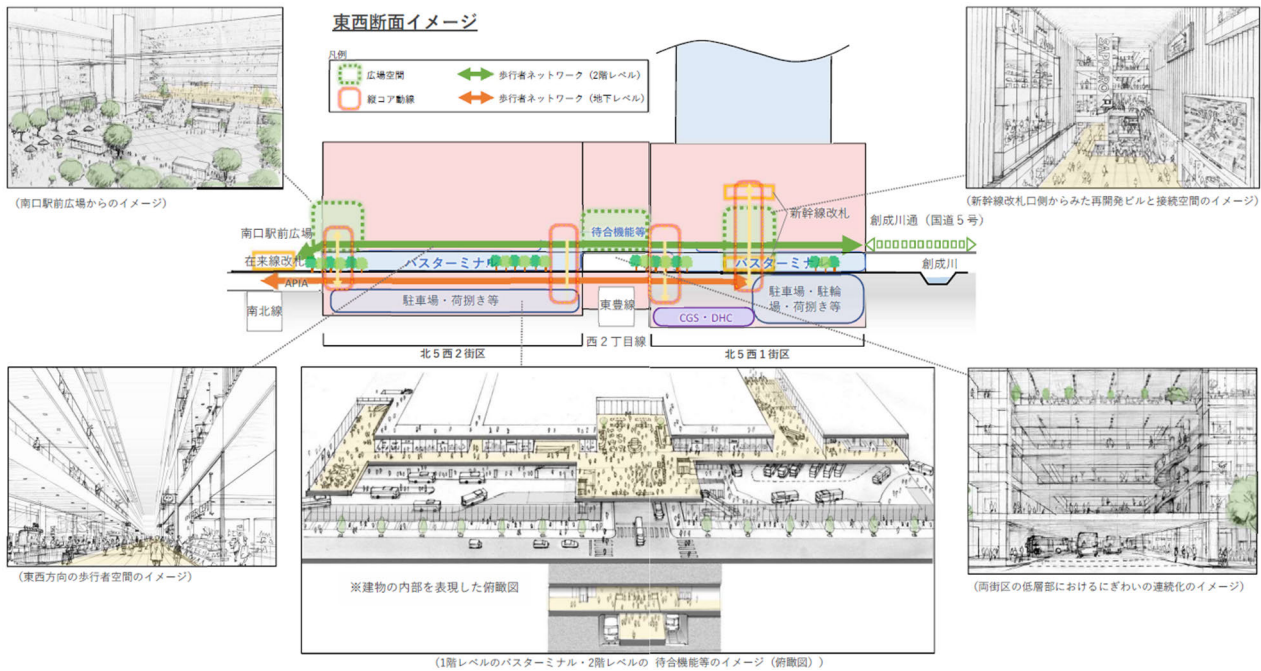 東西断面イメージ
凡例
広場空間
歩行者ネットワーク（2階レベル）
縦コア動線
歩行者ネットワーク（地下レベル）
（南口駅前広場からのイメージ）
（新幹線改札口側からみた再開発ビルと接続空間のイメージ）
新幹線改札
創成川通（国道５号）
南口駅前広場
待合機能等
在来線改札
バスターミナル
バスターミナル
創成川
APIA
駐車場・荷捌き等
駐車場・駐輪
場・荷捌き等
南北線
東豊線
CGS・DHC
西２丁目線
北５西２街区
北５西１街区
（東西方向の歩行者空間のイメージ）
※建物の内部を表現した俯瞰図
（両街区の低層部におけるにぎわいの連続化のイメージ）
（1階レベルのバスターミナル・2階レベルの 待合機能等のイメージ（俯瞰図））